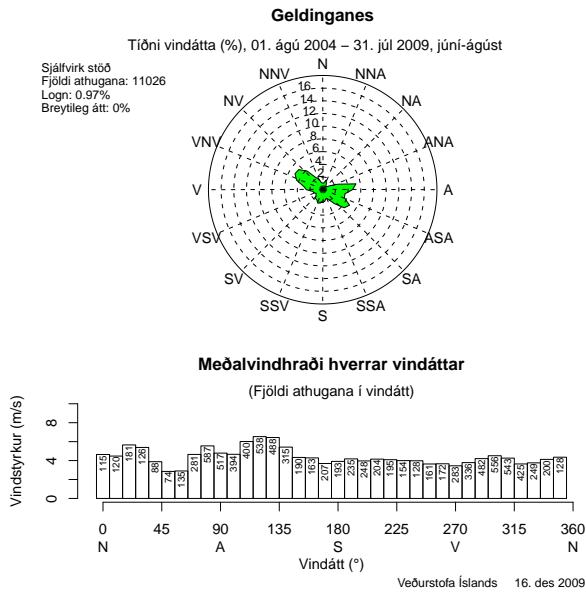 Geldinganes
Tíðni vindátta (%), 01. ágú 2004 – 31. júl 2009, júní-ágúst
Sjálfvirk stöð
Fjöldi athugana: 11026
Logn: 0.97%
Breytileg átt: 0%
N
NNV NNA
NV NA
VNV ANA
V A
VSV ASA
SV SA
SSV SSA
S
16
14
12
10
8
6
4
2
Meðalvindhraði hverrar vindáttar
(Fjöldi athugana í vindátt)
Vindstyrkur (m/s)
8
4
0
115 120 181 126 88 74 135 281 587 517 394 400 538 488 315 190 163 207 193 235 248 204 195 154 128 161 172 283 336 482 556 543 425 249 200 128
0 45 90 135 180 225 270 315 360
N A S V N
Vindátt (°)
Veðurstofa Íslands 16. des 2009